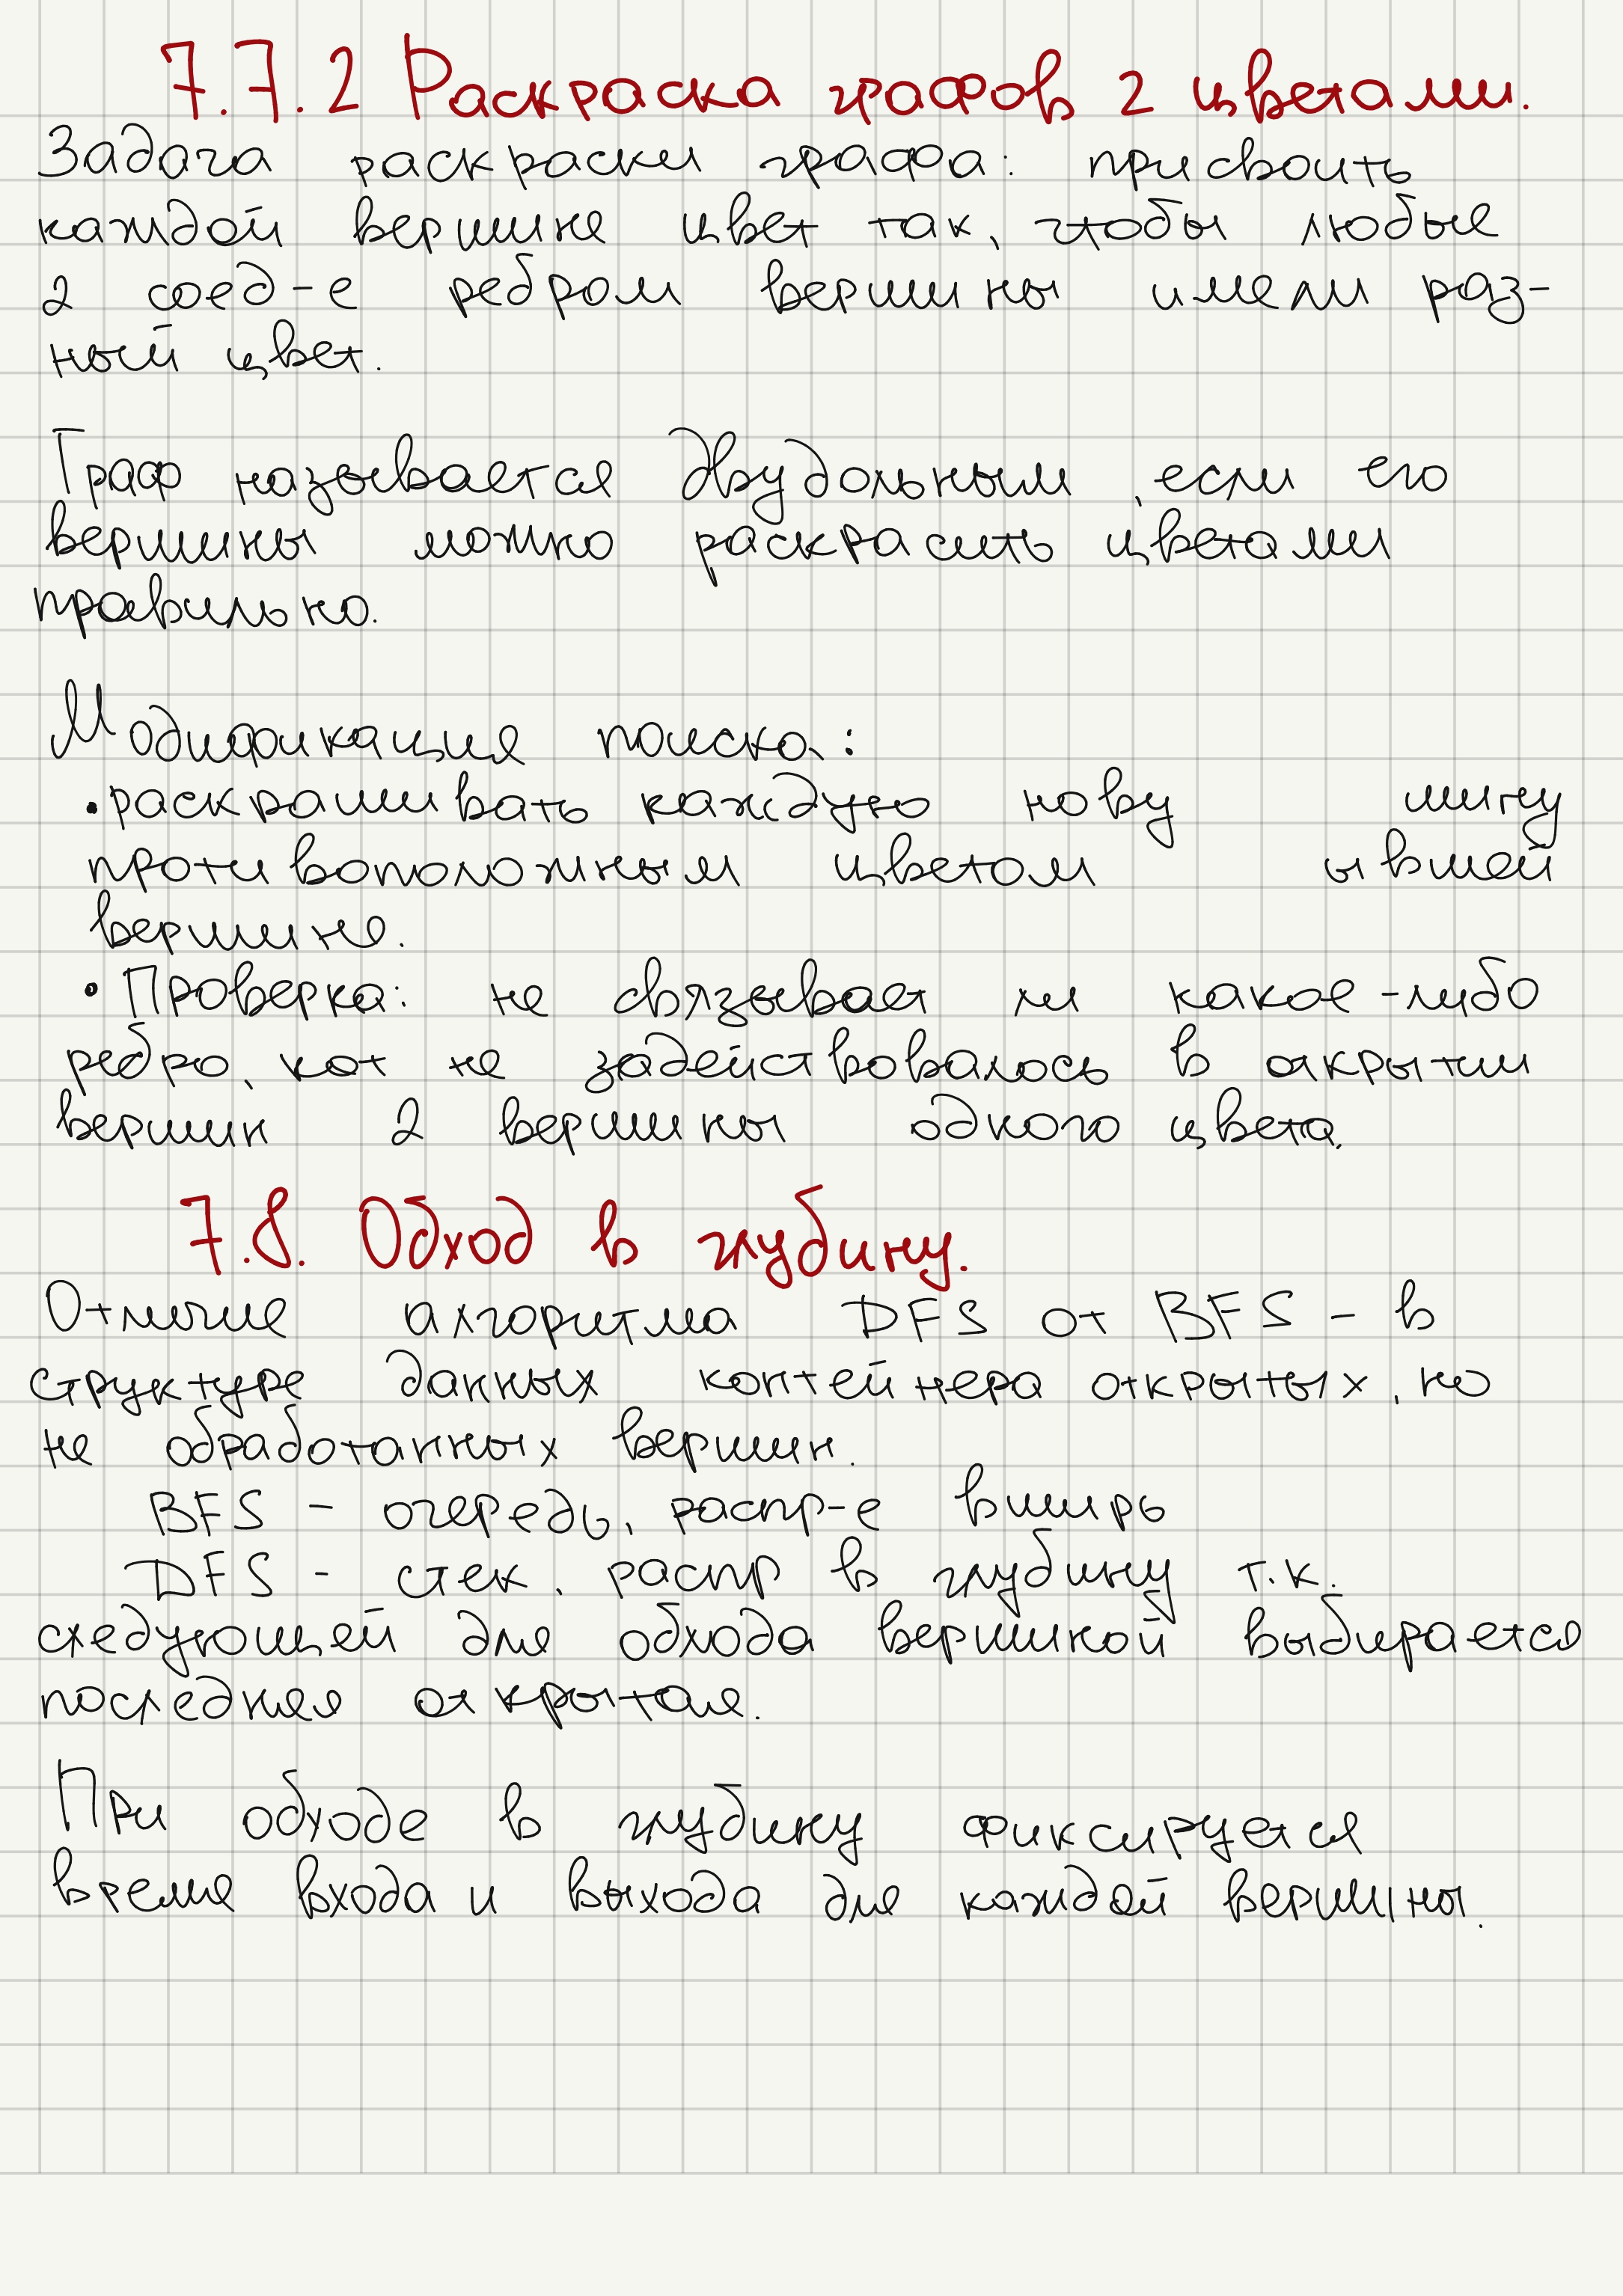 7.7.2 Раскраска графов 2 цветами.
Задача раскраски графа: присвоить
каждой вершине цвет так, чтобы любые
2 соед-е ребром вершины имели раз-
ный цвет.
Граф называется двудольным, если его
вершины можно раскрасить цветами
правильно.
Модификация поиска:
• раскрашивать каждую нову шину
противоположным цветом ывшей
вершине.
• Проверка: не связывает ли какое-либо
ребро, кот не задействовалось в открытии
вершин 2 вершины одного цвета.
7.8. Обход в глубину.
Отличие алгоритма DFS от BFS - в
структуре данных контейнера открытых, но
не обработанных вершин.
BFS - очередь, распр-е вширь
DFS - стек, распр в глубину т.к.
следующей для обхода вершиной выбирается
последняя открытая.
При обходе в глубину фиксируется
время входа и выхода для каждой вершины.